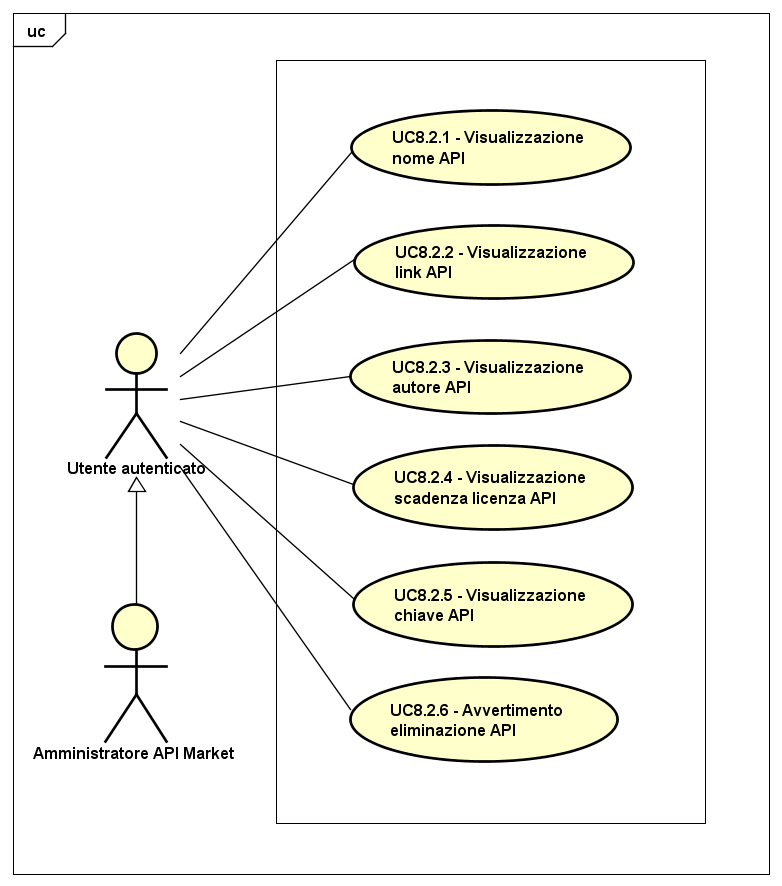 uc
UC8.2.1 - Visualizzazione
nome API
UC8.2.2 - Visualizzazione
link API
UC8.2.3 - Visualizzazione
autore API
Utente autenticato
UC8.2.4 - Visualizzazione
scadenza licenza API
UC8.2.5 - Visualizzazione
chiave API
UC8.2.6 - Avvertimento
eliminazione API
Amministratore API Market